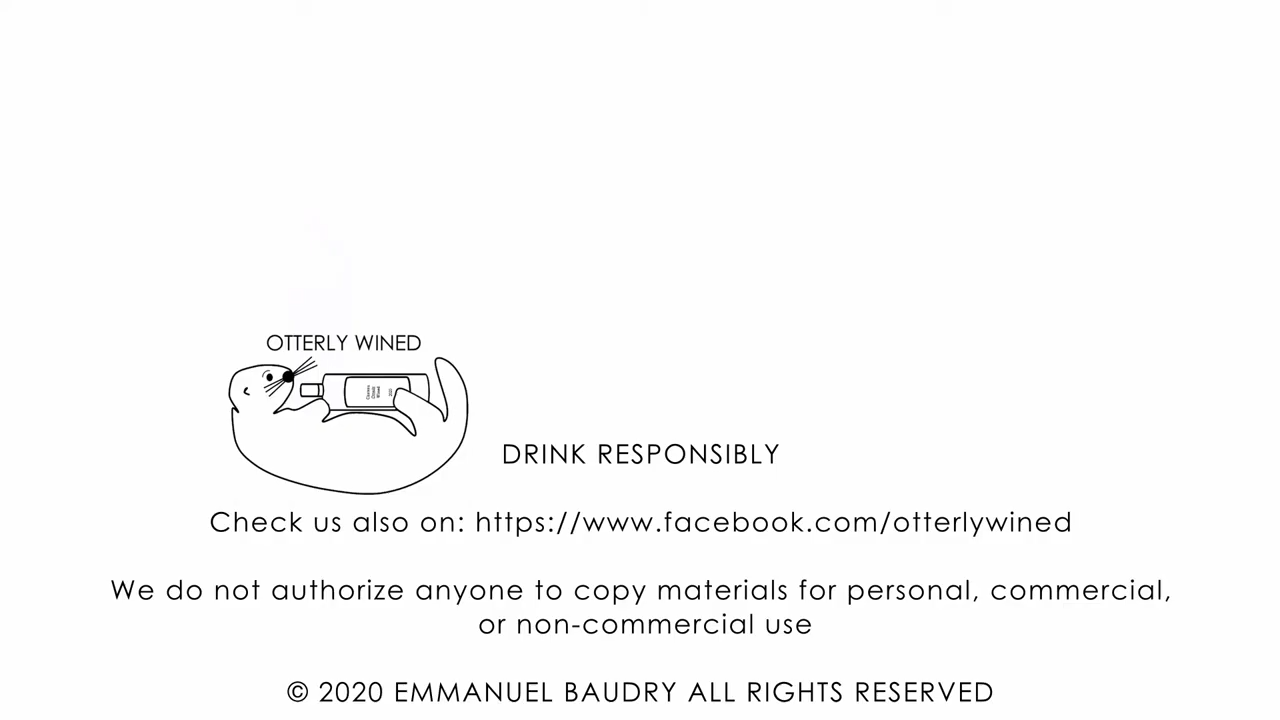 OTTERLY WINED
DRINK RESPONSIBLY
Check us also on: https://www.facebook.com/otterlywined
We do not authorize anyone to copy materials for personal, commercial,
or non-commercial use
© 2020 EMMANUEL BAUDRY ALL RIGHTS RESERVED